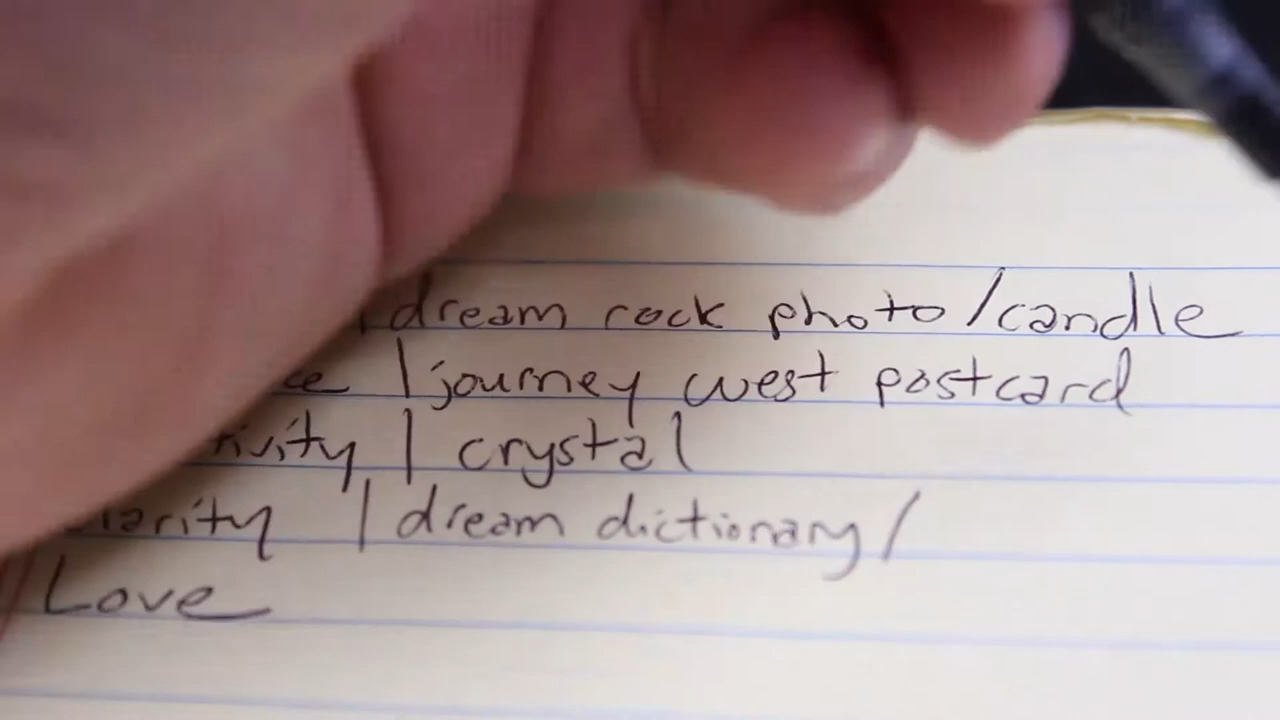 | dream rock photo / candle
| journey west postcard
| crystal
| dream dictionary /
Love